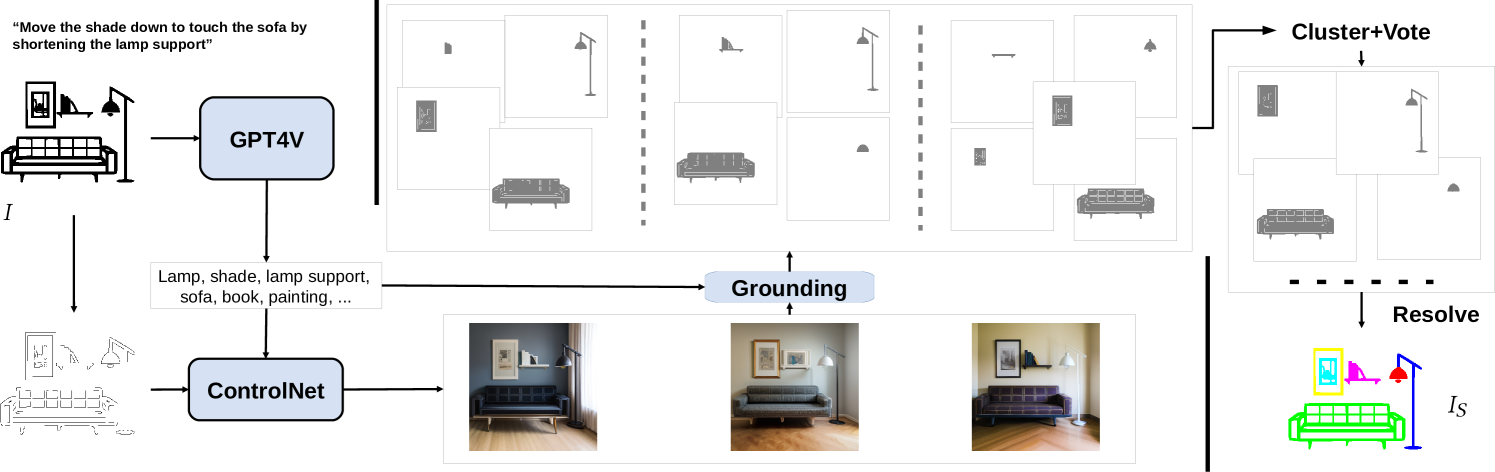 “Move the shade down to touch the sofa by
shortening the lamp support”
GPT4V
I
Lamp, shade, lamp support,
sofa, book, painting, ...
ControlNet
Grounding
Cluster+Vote
Resolve
I_S